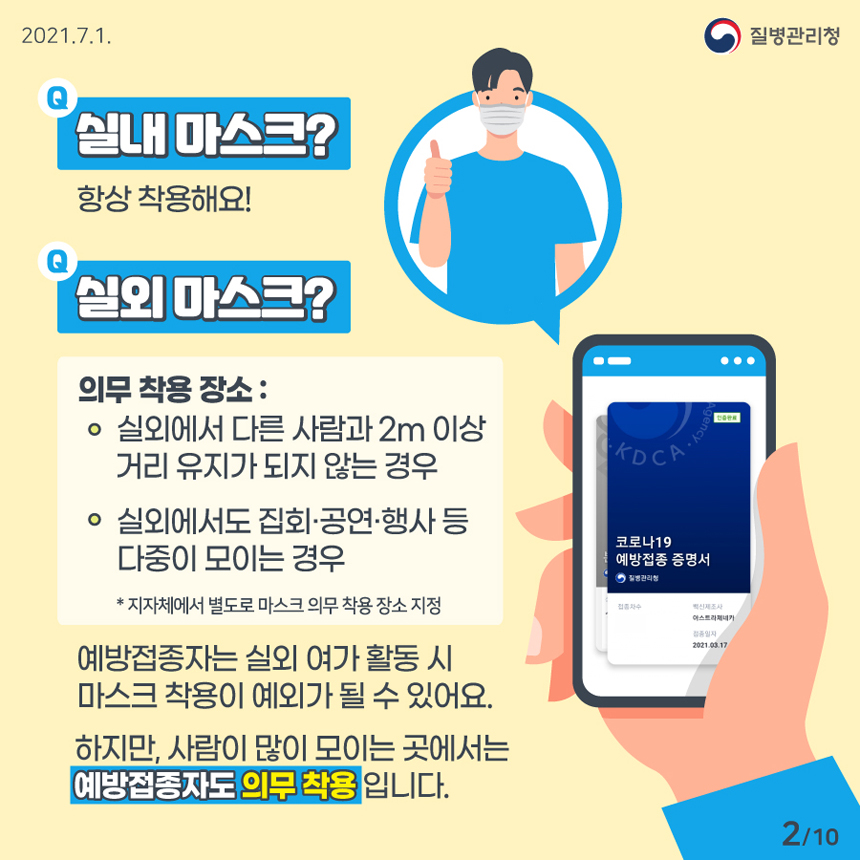 2021.7.1.
질병관리청
Q
실내 마스크?
항상 착용해요!
Q
실외 마스크?
의무 착용 장소 :
실외에서 다른 사람과 2m 이상
거리 유지가 되지 않는 경우
실외에서도 집회·공연·행사 등
다중이 모이는 경우
* 지자체에서 별도로 마스크 의무 착용 장소 지정
예방접종자는 실외 여가 활동 시
마스크 착용이 예외가 될 수 있어요.
하지만, 사람이 많이 모이는 곳에서는
예방접종자도 의무 착용 입니다.
인증완료
KDCA · Agency
코로나19
예방접종 증명서
질병관리청
접종차수
백신제조사
아스트라제네카
접종일자
2021.03.17
2/10